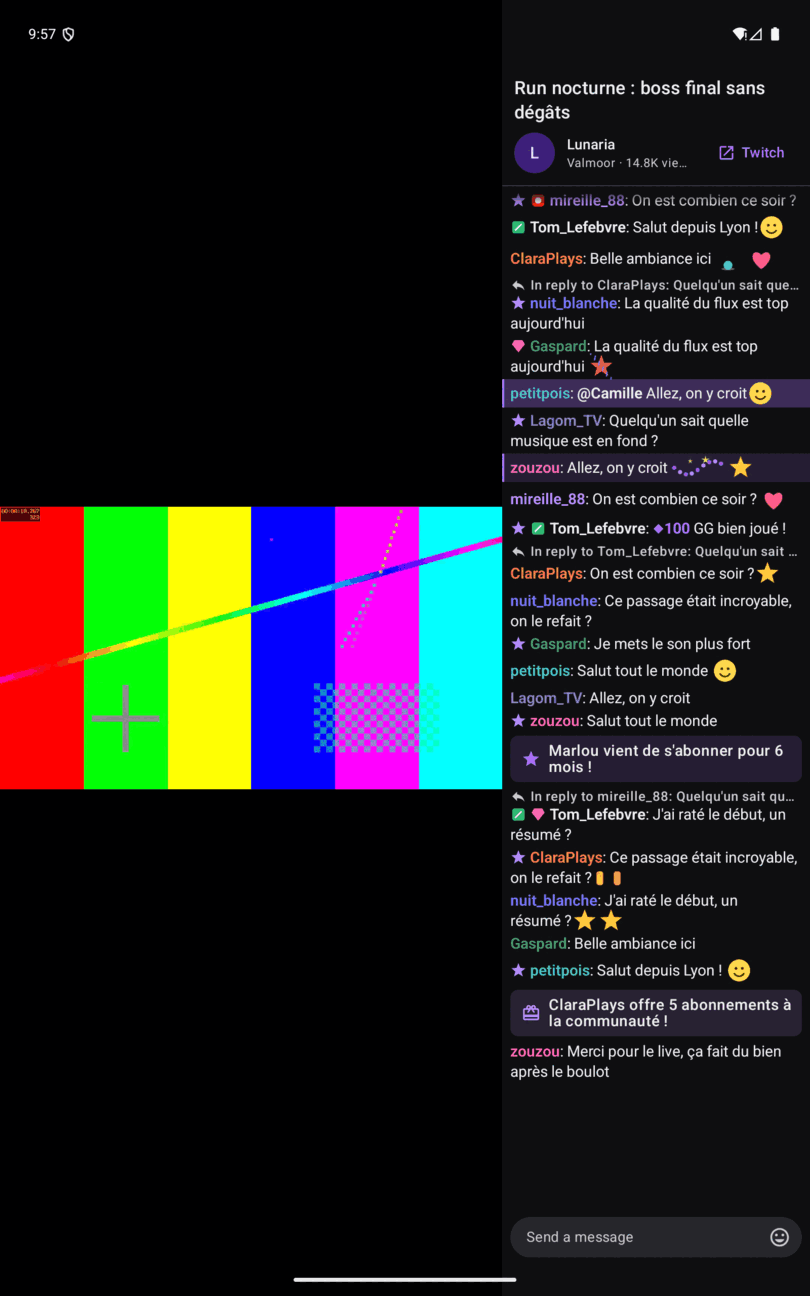 9:57
00:00:10.767
323
Run nocturne : boss final sans
dégâts
L
Lunaria
Valmoor · 14.8K vie…
Twitch
mireille_88: On est combien ce soir ?
Tom_Lefebvre: Salut depuis Lyon !
ClaraPlays: Belle ambiance ici
In reply to ClaraPlays: Quelqu'un sait que…
nuit_blanche: La qualité du flux est top
aujourd'hui
Gaspard: La qualité du flux est top
aujourd'hui
petitpois: @Camille Allez, on y croit
Lagom_TV: Quelqu'un sait quelle
musique est en fond ?
zouzou: Allez, on y croit
mireille_88: On est combien ce soir ?
Tom_Lefebvre: 100 GG bien joué !
In reply to Tom_Lefebvre: Quelqu'un sait …
ClaraPlays: On est combien ce soir ?
nuit_blanche: Ce passage était incroyable,
on le refait ?
Gaspard: Je mets le son plus fort
petitpois: Salut tout le monde
Lagom_TV: Allez, on y croit
zouzou: Salut tout le monde
Marlou vient de s'abonner pour 6
mois !
In reply to mireille_88: Quelqu'un sait qu…
Tom_Lefebvre: J'ai raté le début, un
résumé ?
ClaraPlays: Ce passage était incroyable,
on le refait ?
nuit_blanche: J'ai raté le début, un
résumé ?
Gaspard: Belle ambiance ici
petitpois: Salut depuis Lyon !
ClaraPlays offre 5 abonnements à
la communauté !
zouzou: Merci pour le live, ça fait du bien
après le boulot
Send a message